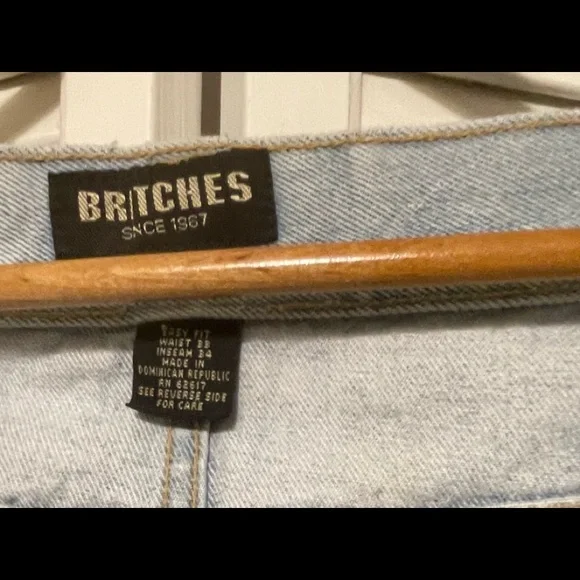 BRITCHES
SINCE 1967
EASY FIT
WAIST 33
INSEAM 34
MADE IN
DOMINICAN REPUBLIC
RN 62617
SEE REVERSE SIDE
FOR CARE